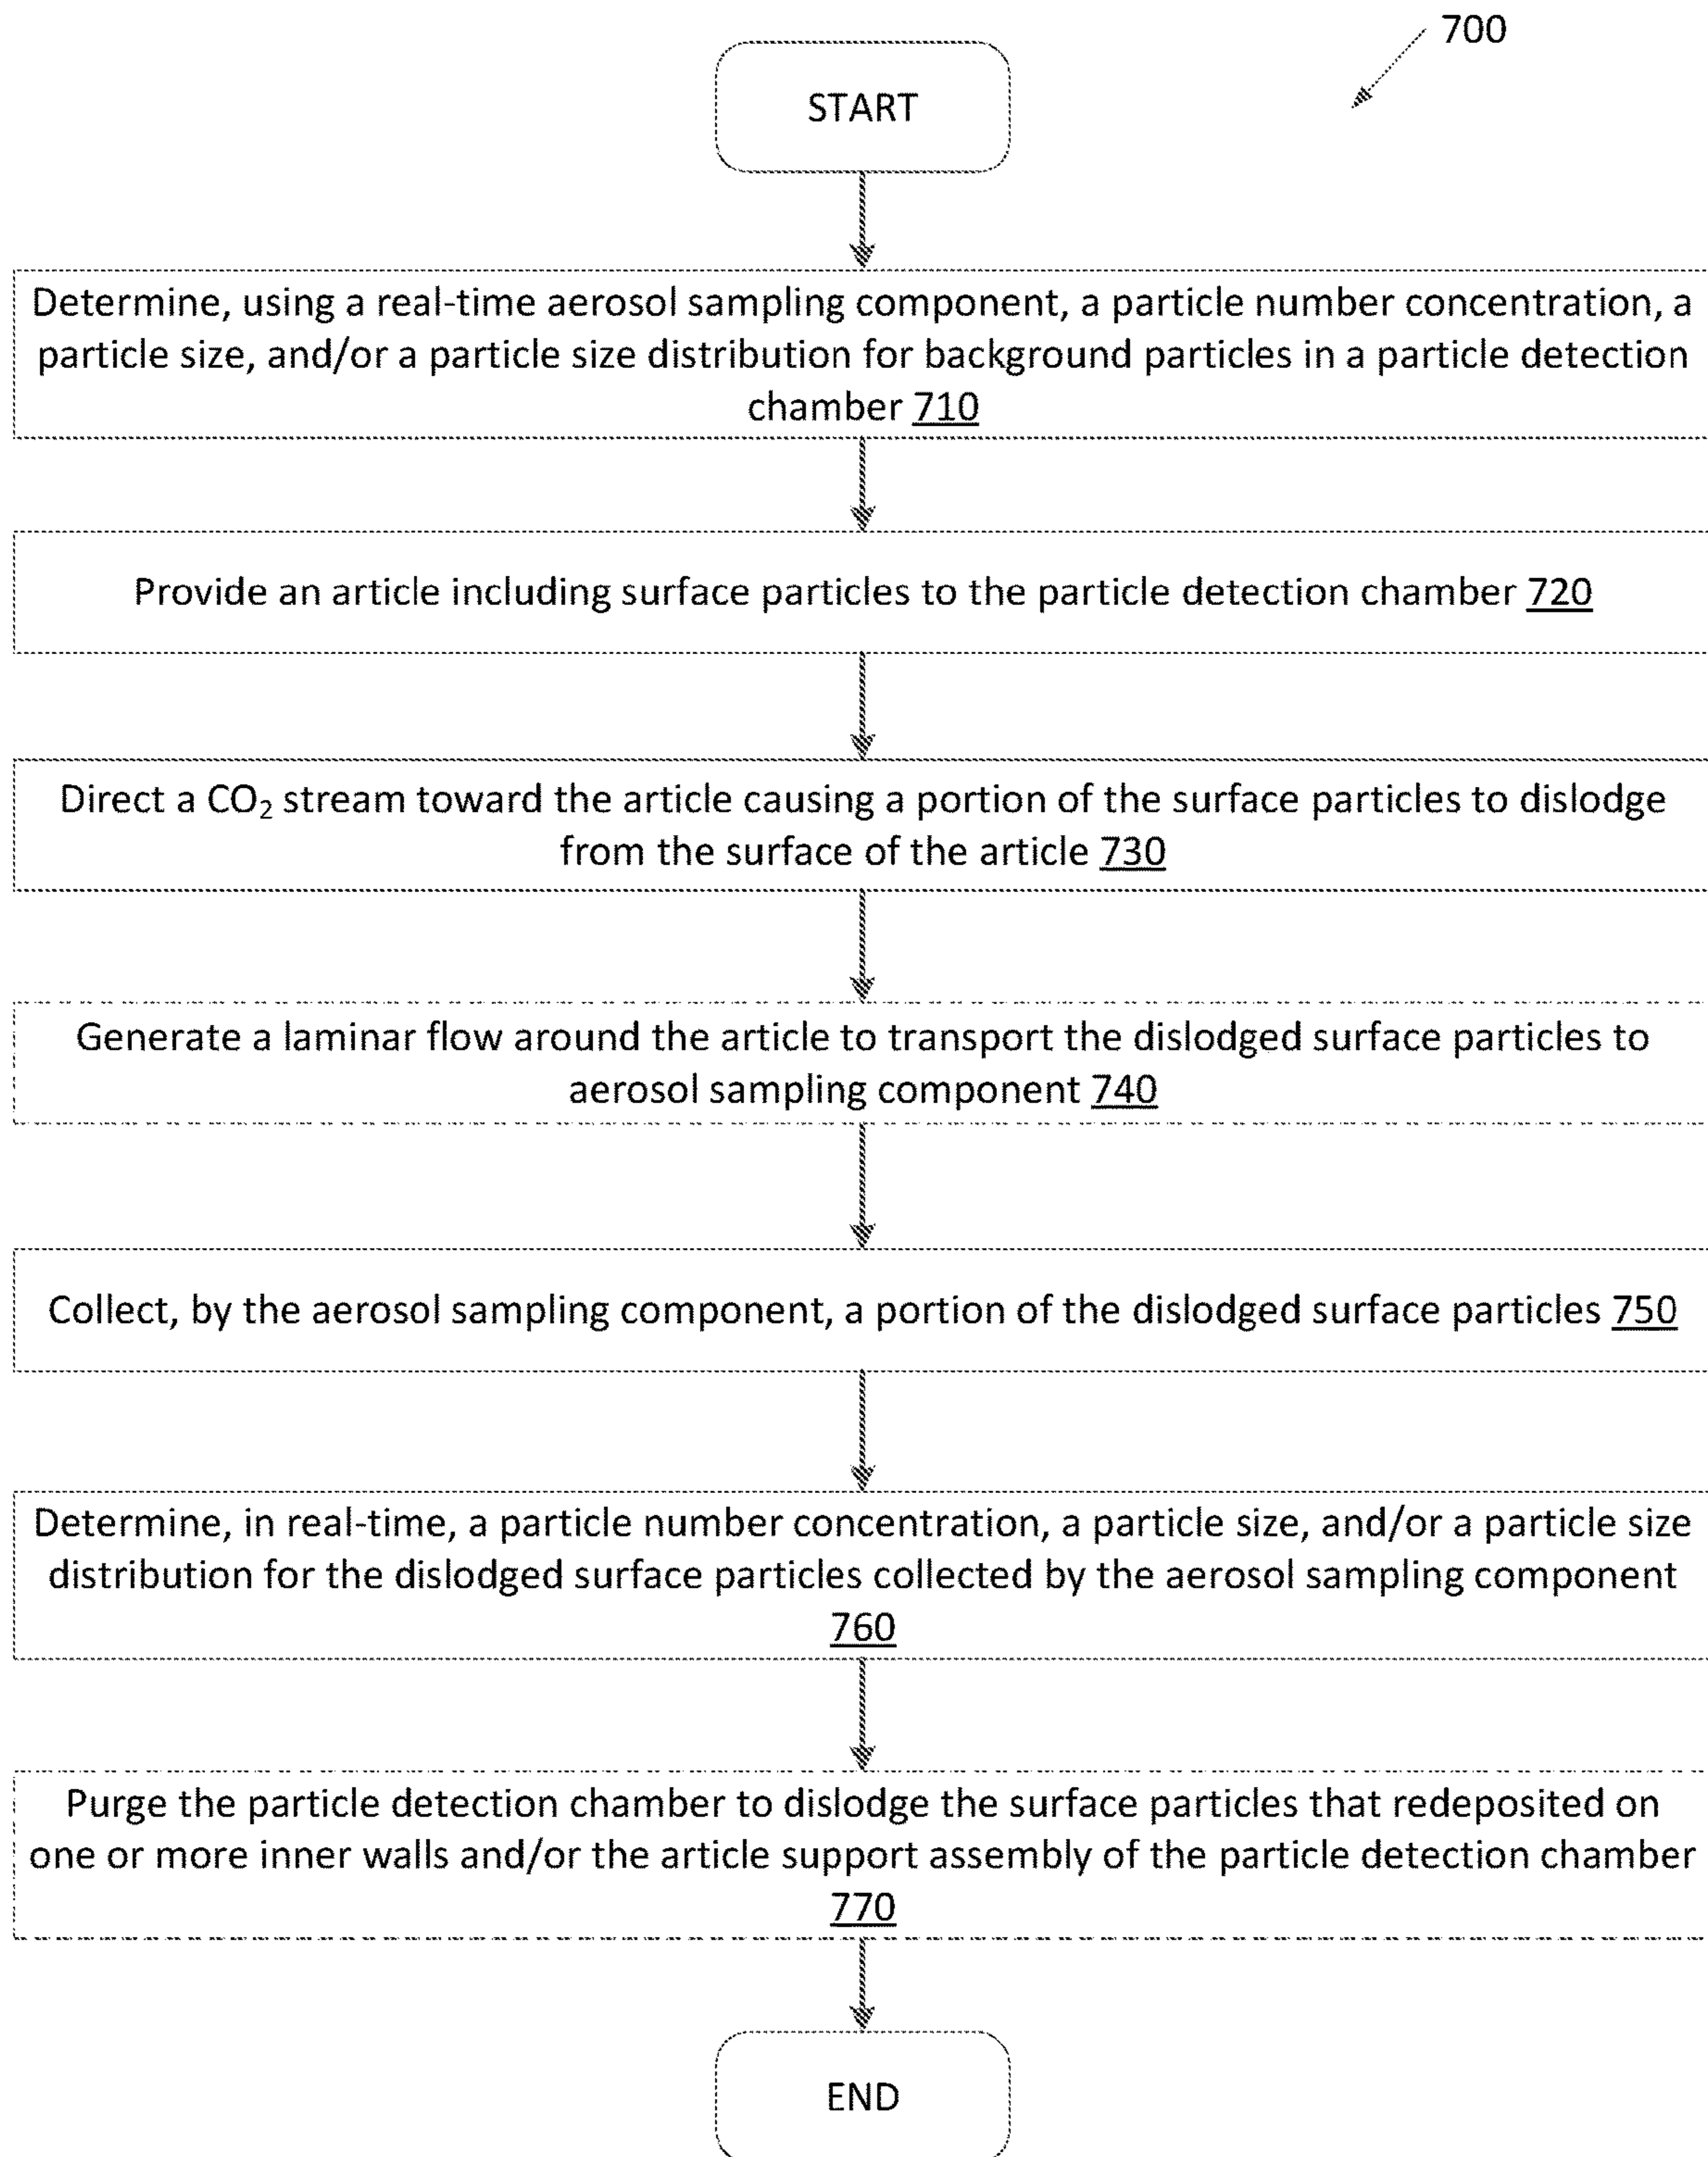 700
START
Determine, using a real-time aerosol sampling component, a particle number concentration, a
particle size, and/or a particle size distribution for background particles in a particle detection
chamber 710
Provide an article including surface particles to the particle detection chamber 720
Direct a CO₂ stream toward the article causing a portion of the surface particles to dislodge
from the surface of the article 730
Generate a laminar flow around the article to transport the dislodged surface particles to
aerosol sampling component 740
Collect, by the aerosol sampling component, a portion of the dislodged surface particles 750
Determine, in real-time, a particle number concentration, a particle size, and/or a particle size
distribution for the dislodged surface particles collected by the aerosol sampling component
760
Purge the particle detection chamber to dislodge the surface particles that redeposited on
one or more inner walls and/or the article support assembly of the particle detection chamber
770
END